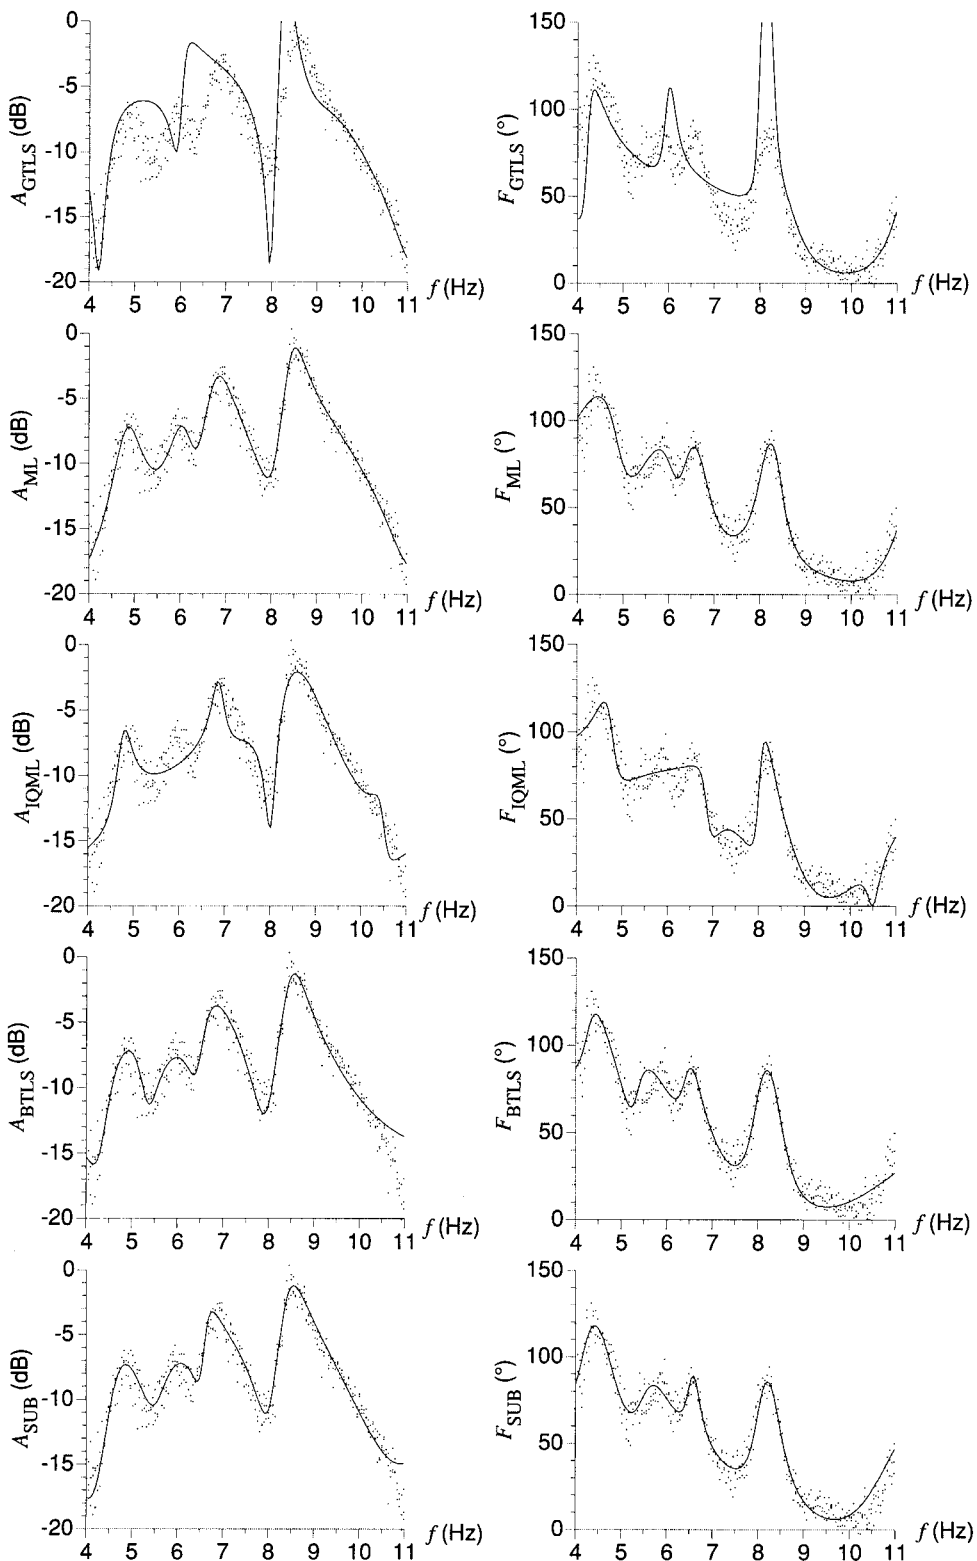 A_GTLS (dB)
0
-5
-10
-15
-20
4 5 6 7 8 9 10 11
f (Hz)
F_GTLS (°)
150
100
50
0
4 5 6 7 8 9 10 11
f (Hz)
A_ML (dB)
0
-5
-10
-15
-20
4 5 6 7 8 9 10 11
f (Hz)
F_ML (°)
150
100
50
0
4 5 6 7 8 9 10 11
f (Hz)
A_IQML (dB)
0
-5
-10
-15
-20
4 5 6 7 8 9 10 11
f (Hz)
F_IQML (°)
150
100
50
0
4 5 6 7 8 9 10 11
f (Hz)
A_BTLS (dB)
0
-5
-10
-15
-20
4 5 6 7 8 9 10 11
f (Hz)
F_BTLS (°)
150
100
50
0
4 5 6 7 8 9 10 11
f (Hz)
A_SUB (dB)
0
-5
-10
-15
-20
4 5 6 7 8 9 10 11
f (Hz)
F_SUB (°)
150
100
50
0
4 5 6 7 8 9 10 11
f (Hz)